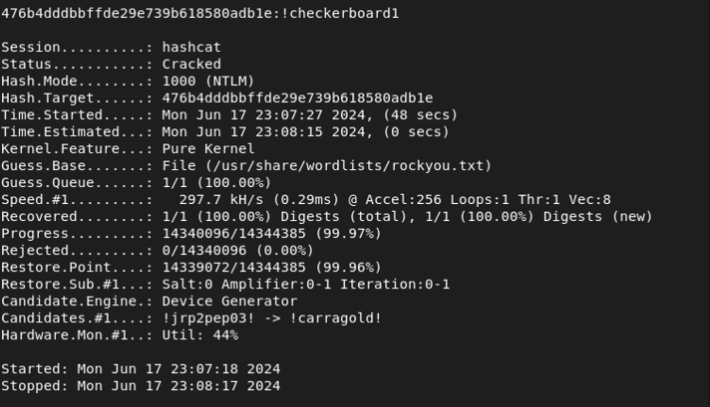 476b4dddbbffde29e739b618580adb1e:!checkerboard1
Session..........: hashcat
Status...........: Cracked
Hash.Mode........: 1000 (NTLM)
Hash.Target......: 476b4dddbbffde29e739b618580adb1e
Time.Started.....: Mon Jun 17 23:07:27 2024, (48 secs)
Time.Estimated...: Mon Jun 17 23:08:15 2024, (0 secs)
Kernel.Feature...: Pure Kernel
Guess.Base.......: File (/usr/share/wordlists/rockyou.txt)
Guess.Queue......: 1/1 (100.00%)
Speed.#1.........:   297.7 kH/s (0.29ms) @ Accel:256 Loops:1 Thr:1 Vec:8
Recovered........: 1/1 (100.00%) Digests (total), 1/1 (100.00%) Digests (new)
Progress.........: 14340096/14344385 (99.97%)
Rejected.........: 0/14340096 (0.00%)
Restore.Point....: 14339072/14344385 (99.96%)
Restore.Sub.#1...: Salt:0 Amplifier:0-1 Iteration:0-1
Candidate.Engine.: Device Generator
Candidates.#1....: !jrp2pep03! -> !carragold!
Hardware.Mon.#1..: Util: 44%
Started: Mon Jun 17 23:07:18 2024
Stopped: Mon Jun 17 23:08:17 2024